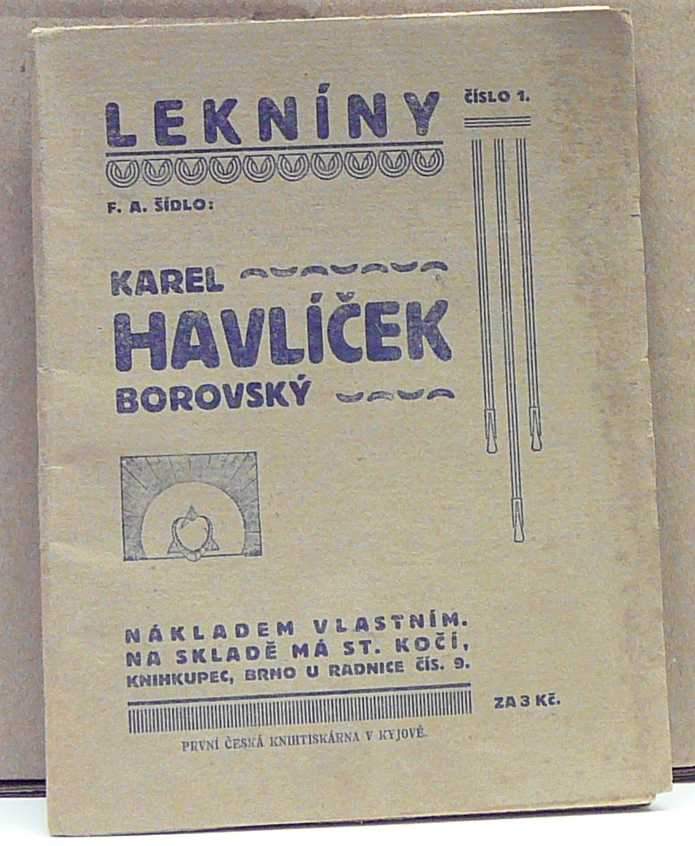 LEKNÍNY
ČÍSLO 1.
F. A. ŠÍDLO:
KAREL
HAVLÍČEK
BOROVSKÝ
NÁKLADEM VLASTNÍM.
NA SKLADĚ MÁ ST. KOČÍ,
KNIHKUPEC, BRNO U RADNICE ČÍS. 9.
ZA 3 Kč.
PRVNÍ ČESKÁ KNIHTISKÁRNA V KYJOVĚ.